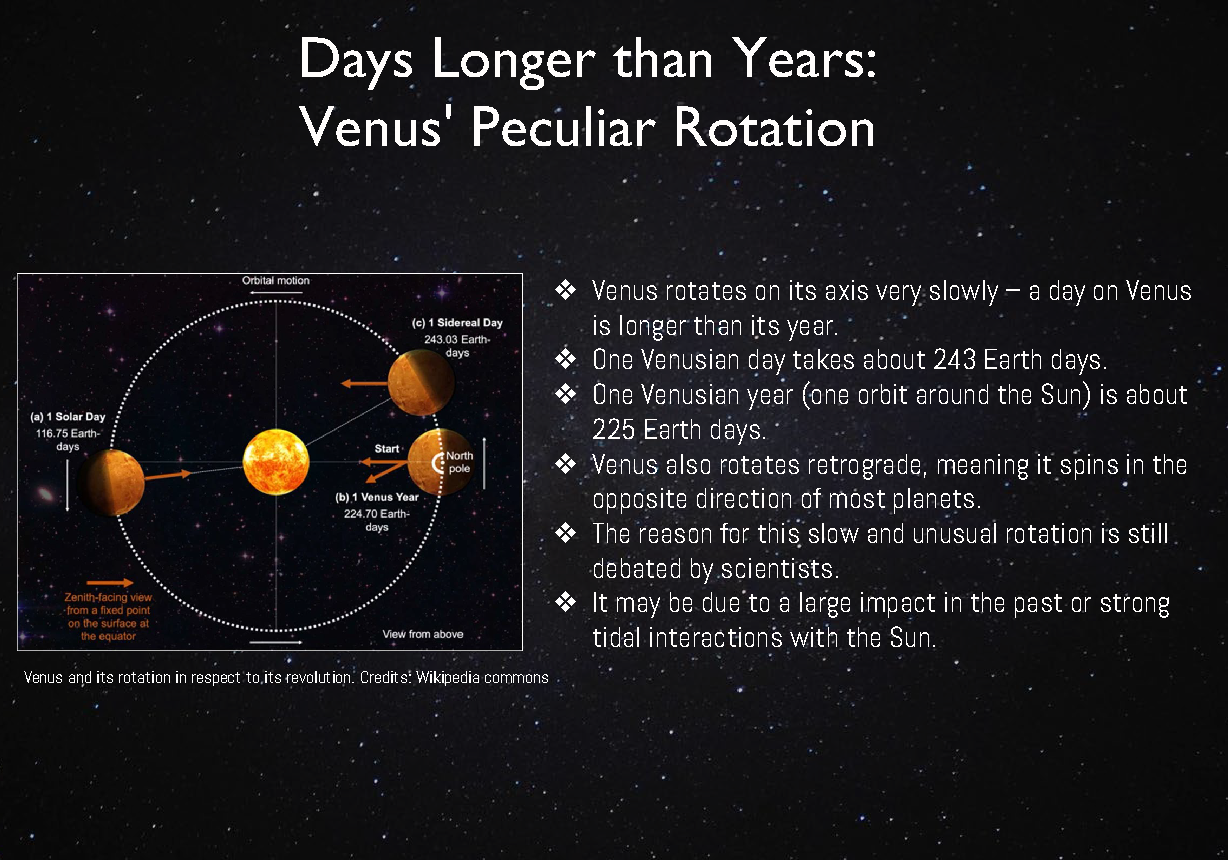 Days Longer than Years:
Venus' Peculiar Rotation
Orbital motion
(c) 1 Sidereal Day
243.03 Earth-
days
(a) 1 Solar Day
116.75 Earth-
days
Start
North
pole
(b) 1 Venus Year
224.70 Earth-
days
Zenith-facing view
from a fixed point
on the surface at
the equator
View from above
Venus and its rotation in respect to its revolution. Credits: Wikipedia commons
❖ Venus rotates on its axis very slowly – a day on Venus
is longer than its year.
❖ One Venusian day takes about 243 Earth days.
❖ One Venusian year (one orbit around the Sun) is about
225 Earth days.
❖ Venus also rotates retrograde, meaning it spins in the
opposite direction of most planets.
❖ The reason for this slow and unusual rotation is still
debated by scientists.
❖ It may be due to a large impact in the past or strong
tidal interactions with the Sun.